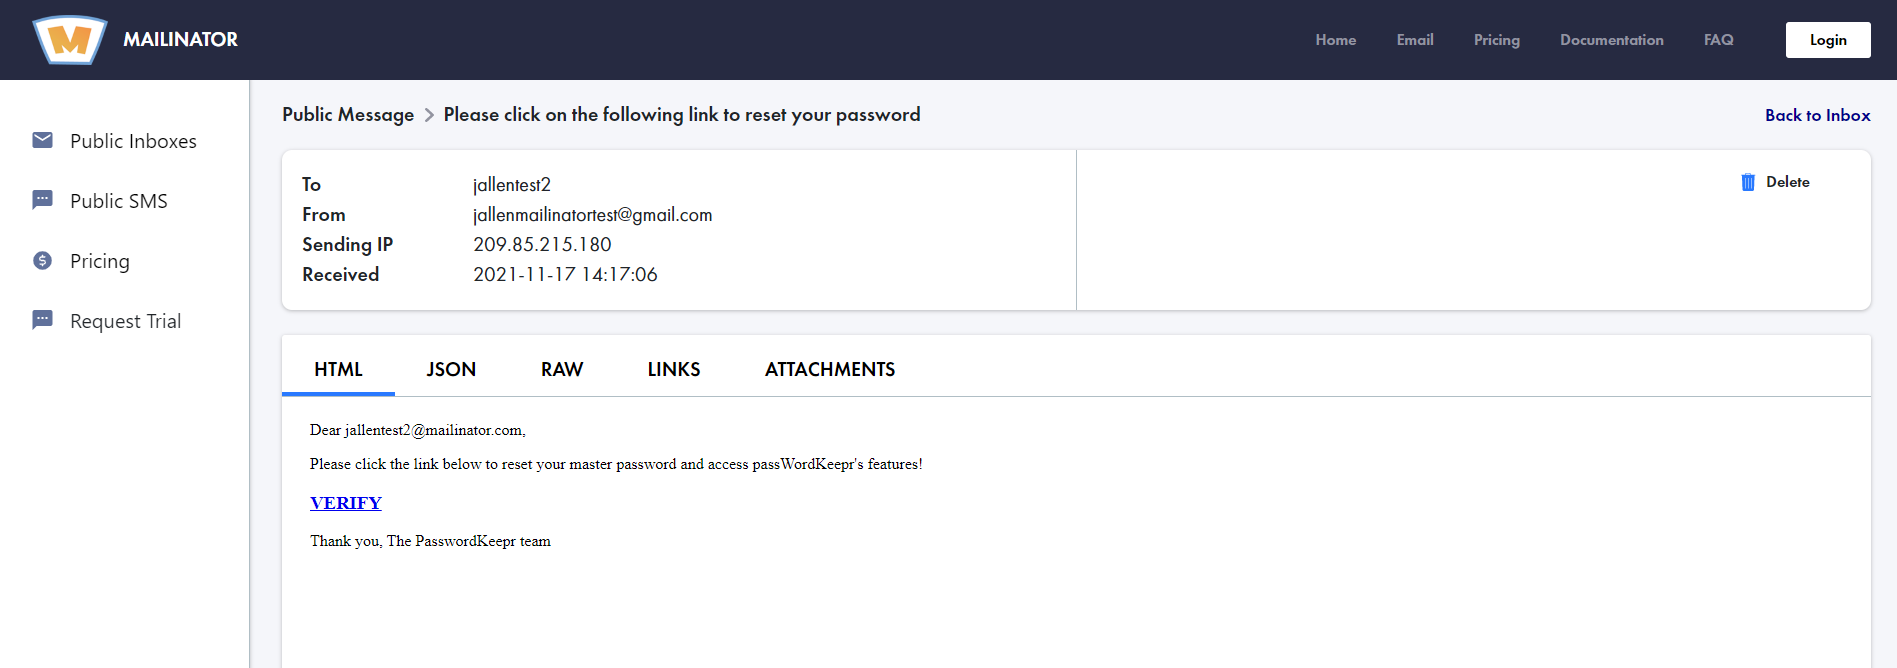 M MAILINATOR
Home Email Pricing Documentation FAQ Login
Public Inboxes
Public SMS
$ Pricing
Request Trial
Public Message > Please click on the following link to reset your password
Back to Inbox
To jallentest2
From jallenmailinatortest@gmail.com
Sending IP 209.85.215.180
Received 2021-11-17 14:17:06
Delete
HTML JSON RAW LINKS ATTACHMENTS
Dear jallentest2@mailinator.com,
Please click the link below to reset your master password and access passWordKeepr's features!
VERIFY
Thank you, The PasswordKeepr team